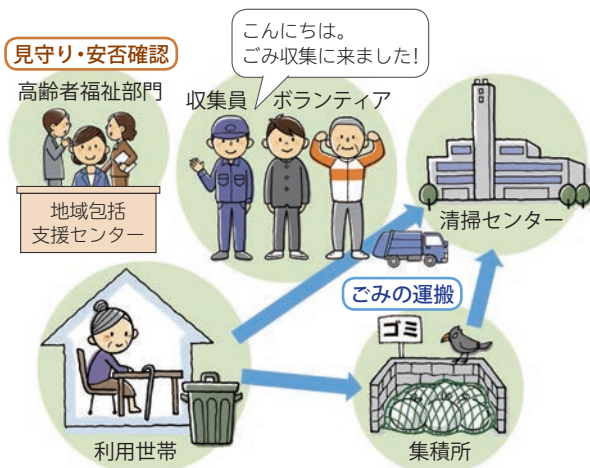 こんにちは。
ごみ収集に来ました!
見守り・安否確認
高齢者福祉部門
収集員
ボランティア
地域包括
支援センター
清掃センター
ごみの運搬
ゴミ
利用世帯
集積所